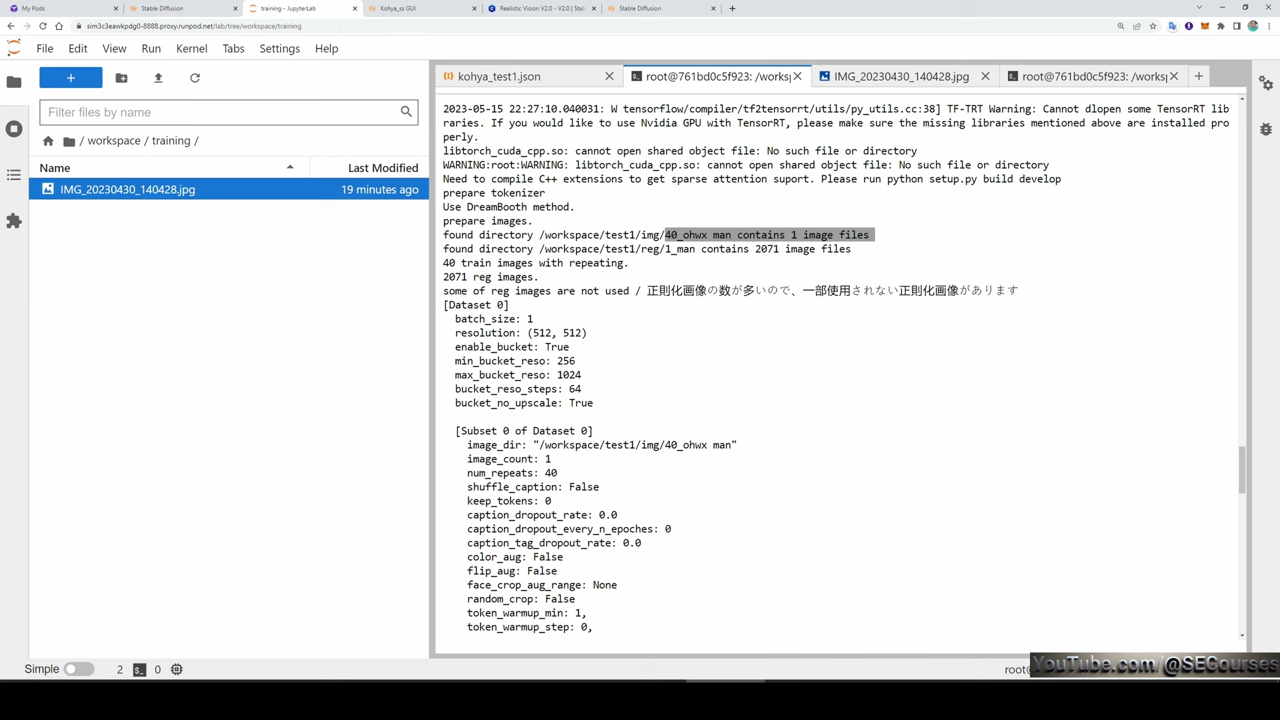 My Pods
Stable Diffusion
training - JupyterLab
Kohya_ss GUI
Realistic Vision V2.0 - V2.0 | Stab
Stable Diffusion
sim3c3eawkpdg0-8888.proxy.runpod.net/lab/tree/workspace/training
File Edit View Run Kernel Tabs Settings Help
kohya_test1.json
root@761bd0c5f923: /works
IMG_20230430_140428.jpg
root@761bd0c5f923: /works
Filter files by name
/ workspace / training /
Name Last Modified
IMG_20230430_140428.jpg 19 minutes ago
2023-05-15 22:27:10.040031: W tensorflow/compiler/tf2tensorrt/utils/py_utils.cc:38] TF-TRT Warning: Cannot dlopen some TensorRT lib
raries. If you would like to use Nvidia GPU with TensorRT, please make sure the missing libraries mentioned above are installed pro
perly.
libtorch_cuda_cpp.so: cannot open shared object file: No such file or directory
WARNING:root:WARNING: libtorch_cuda_cpp.so: cannot open shared object file: No such file or directory
Need to compile C++ extensions to get sparse attention suport. Please run python setup.py build develop
prepare tokenizer
Use DreamBooth method.
prepare images.
found directory /workspace/test1/img/40_ohwx man contains 1 image files
found directory /workspace/test1/reg/1_man contains 2071 image files
40 train images with repeating.
2071 reg images.
some of reg images are not used / 正則化画像の数が多いので、一部使用されない正則化画像があります
[Dataset 0]
batch_size: 1
resolution: (512, 512)
enable_bucket: True
min_bucket_reso: 256
max_bucket_reso: 1024
bucket_reso_steps: 64
bucket_no_upscale: True
[Subset 0 of Dataset 0]
image_dir: "/workspace/test1/img/40_ohwx man"
image_count: 1
num_repeats: 40
shuffle_caption: False
keep_tokens: 0
caption_dropout_rate: 0.0
caption_dropout_every_n_epoches: 0
caption_tag_dropout_rate: 0.0
color_aug: False
flip_aug: False
face_crop_aug_range: None
random_crop: False
token_warmup_min: 1,
token_warmup_step: 0,
Simple 2 0
root@
YouTube.com/@SECourses